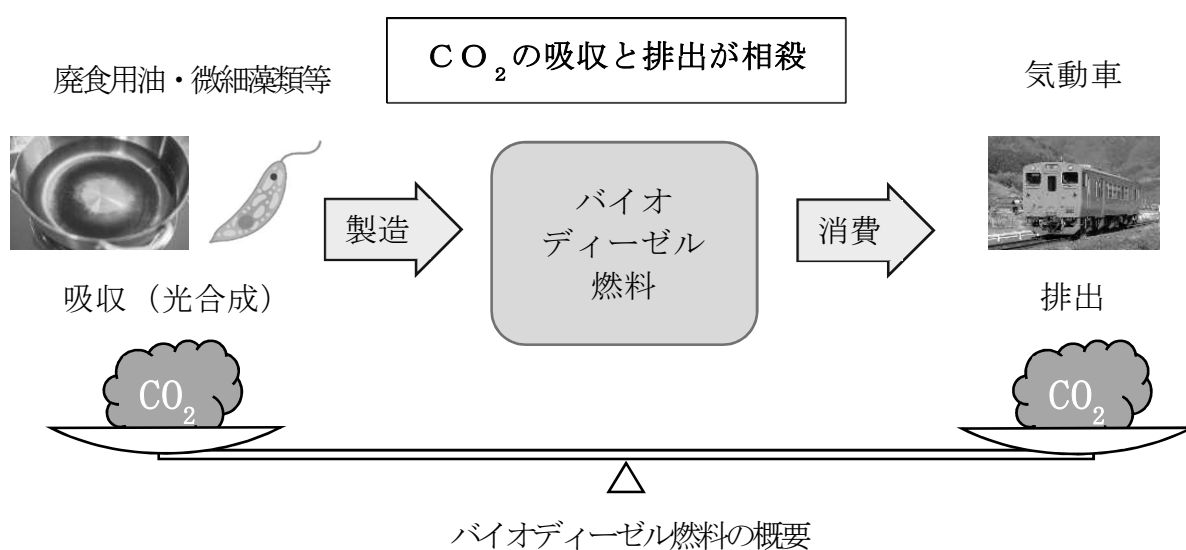 CO₂の吸収と排出が相殺
廃食用油・微細藻類等
気動車
製造
バイオ
ディーゼル
燃料
消費
吸収（光合成）
排出
CO₂
CO₂
バイオディーゼル燃料の概要